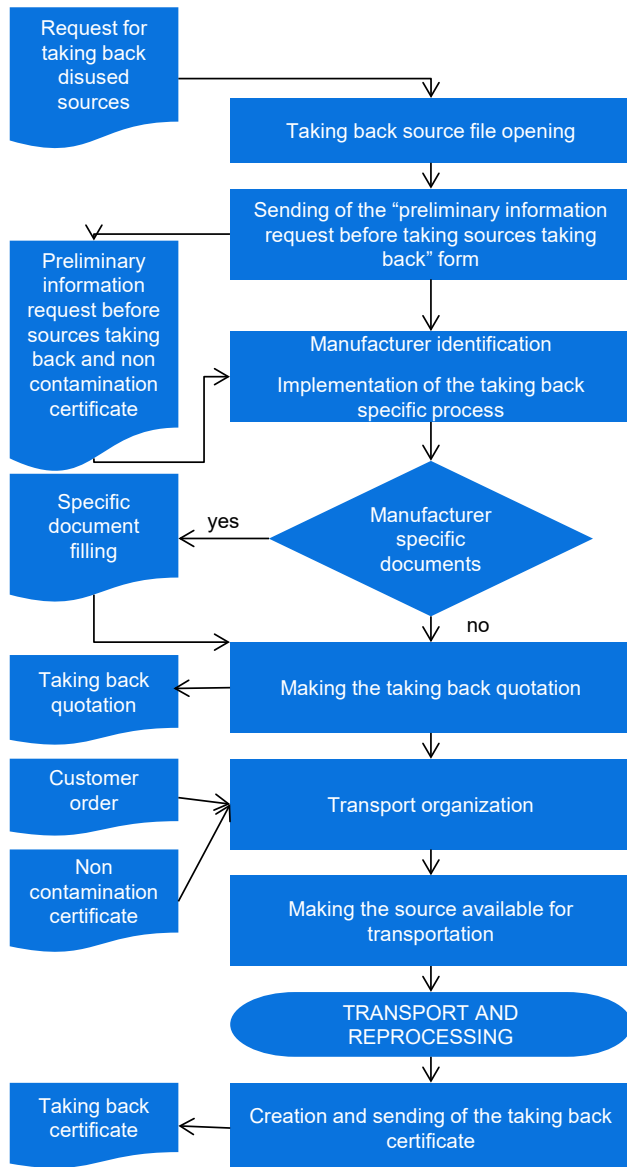 Request for
taking back
disused
sources
Taking back source file opening
Sending of the “preliminary information
request before taking sources taking
back” form
Preliminary
information
request before
sources taking
back and non
contamination
certificate
Manufacturer identification
Implementation of the taking back
specific process
Specific
document
filling
yes
Manufacturer
specific
documents
no
Taking back
quotation
Making the taking back quotation
Customer
order
Transport organization
Non
contamination
certificate
Making the source available for
transportation
TRANSPORT AND
REPROCESSING
Taking back
certificate
Creation and sending of the taking back
certificate